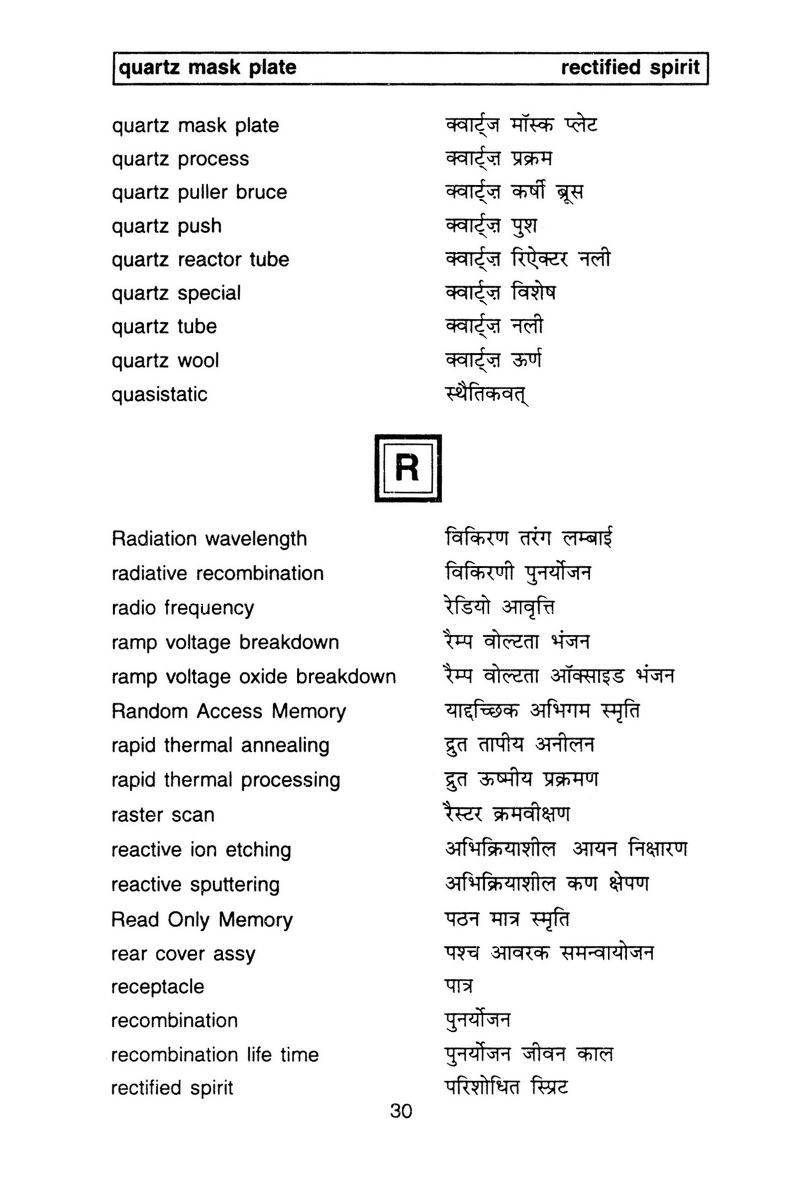 quartz mask plate rectified spirit
quartz mask plate क्वार्ट्ज मॉस्क प्लेट
quartz process क्वार्ट्ज़ प्रक्रम
quartz puller bruce क्वार्ट्ज़ कर्षी ब्रूस
quartz push क्वार्ट्ज़ पुश
quartz reactor tube क्वार्ट्ज़ रिऐक्टर नली
quartz special क्वार्ट्ज़ विशेष
quartz tube क्वार्ट्ज़ नली
quartz wool क्वार्ट्ज़ ऊर्ण
quasistatic स्थैतिकवत्
R
Radiation wavelength विकिरण तरंग लम्बाई
radiative recombination विकिरणी पुनर्योजन
radio frequency रेडियो आवृत्ति
ramp voltage breakdown रैम्प वोल्टता भंजन
ramp voltage oxide breakdown रैम्प वोल्टता ऑक्साइड भंजन
Random Access Memory याद्दच्छिक अभिगम स्मृति
rapid thermal annealing द्रुत तापीय अनीलन
rapid thermal processing द्रुत ऊष्मीय प्रक्रमण
raster scan रैस्टर क्रमवीक्षण
reactive ion etching अभिक्रियाशील आयन निक्षारण
reactive sputtering अभिक्रियाशील कण क्षेपण
Read Only Memory पठन मात्र स्मृति
rear cover assy पश्च आवरक समन्वायोजन
receptacle पात्र
recombination पुनर्योजन
recombination life time पुनर्योजन जीवन काल
rectified spirit परिशोधित स्प्रिट
30